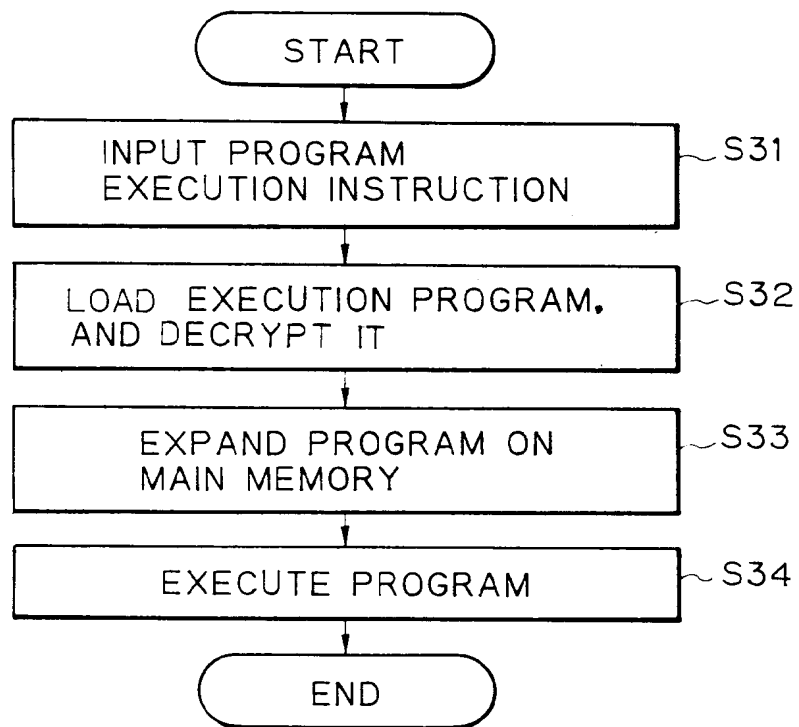 START
INPUT PROGRAM
EXECUTION INSTRUCTION
S31
LOAD EXECUTION PROGRAM.
AND DECRYPT IT
S32
EXPAND PROGRAM ON
MAIN MEMORY
S33
EXECUTE PROGRAM
S34
END